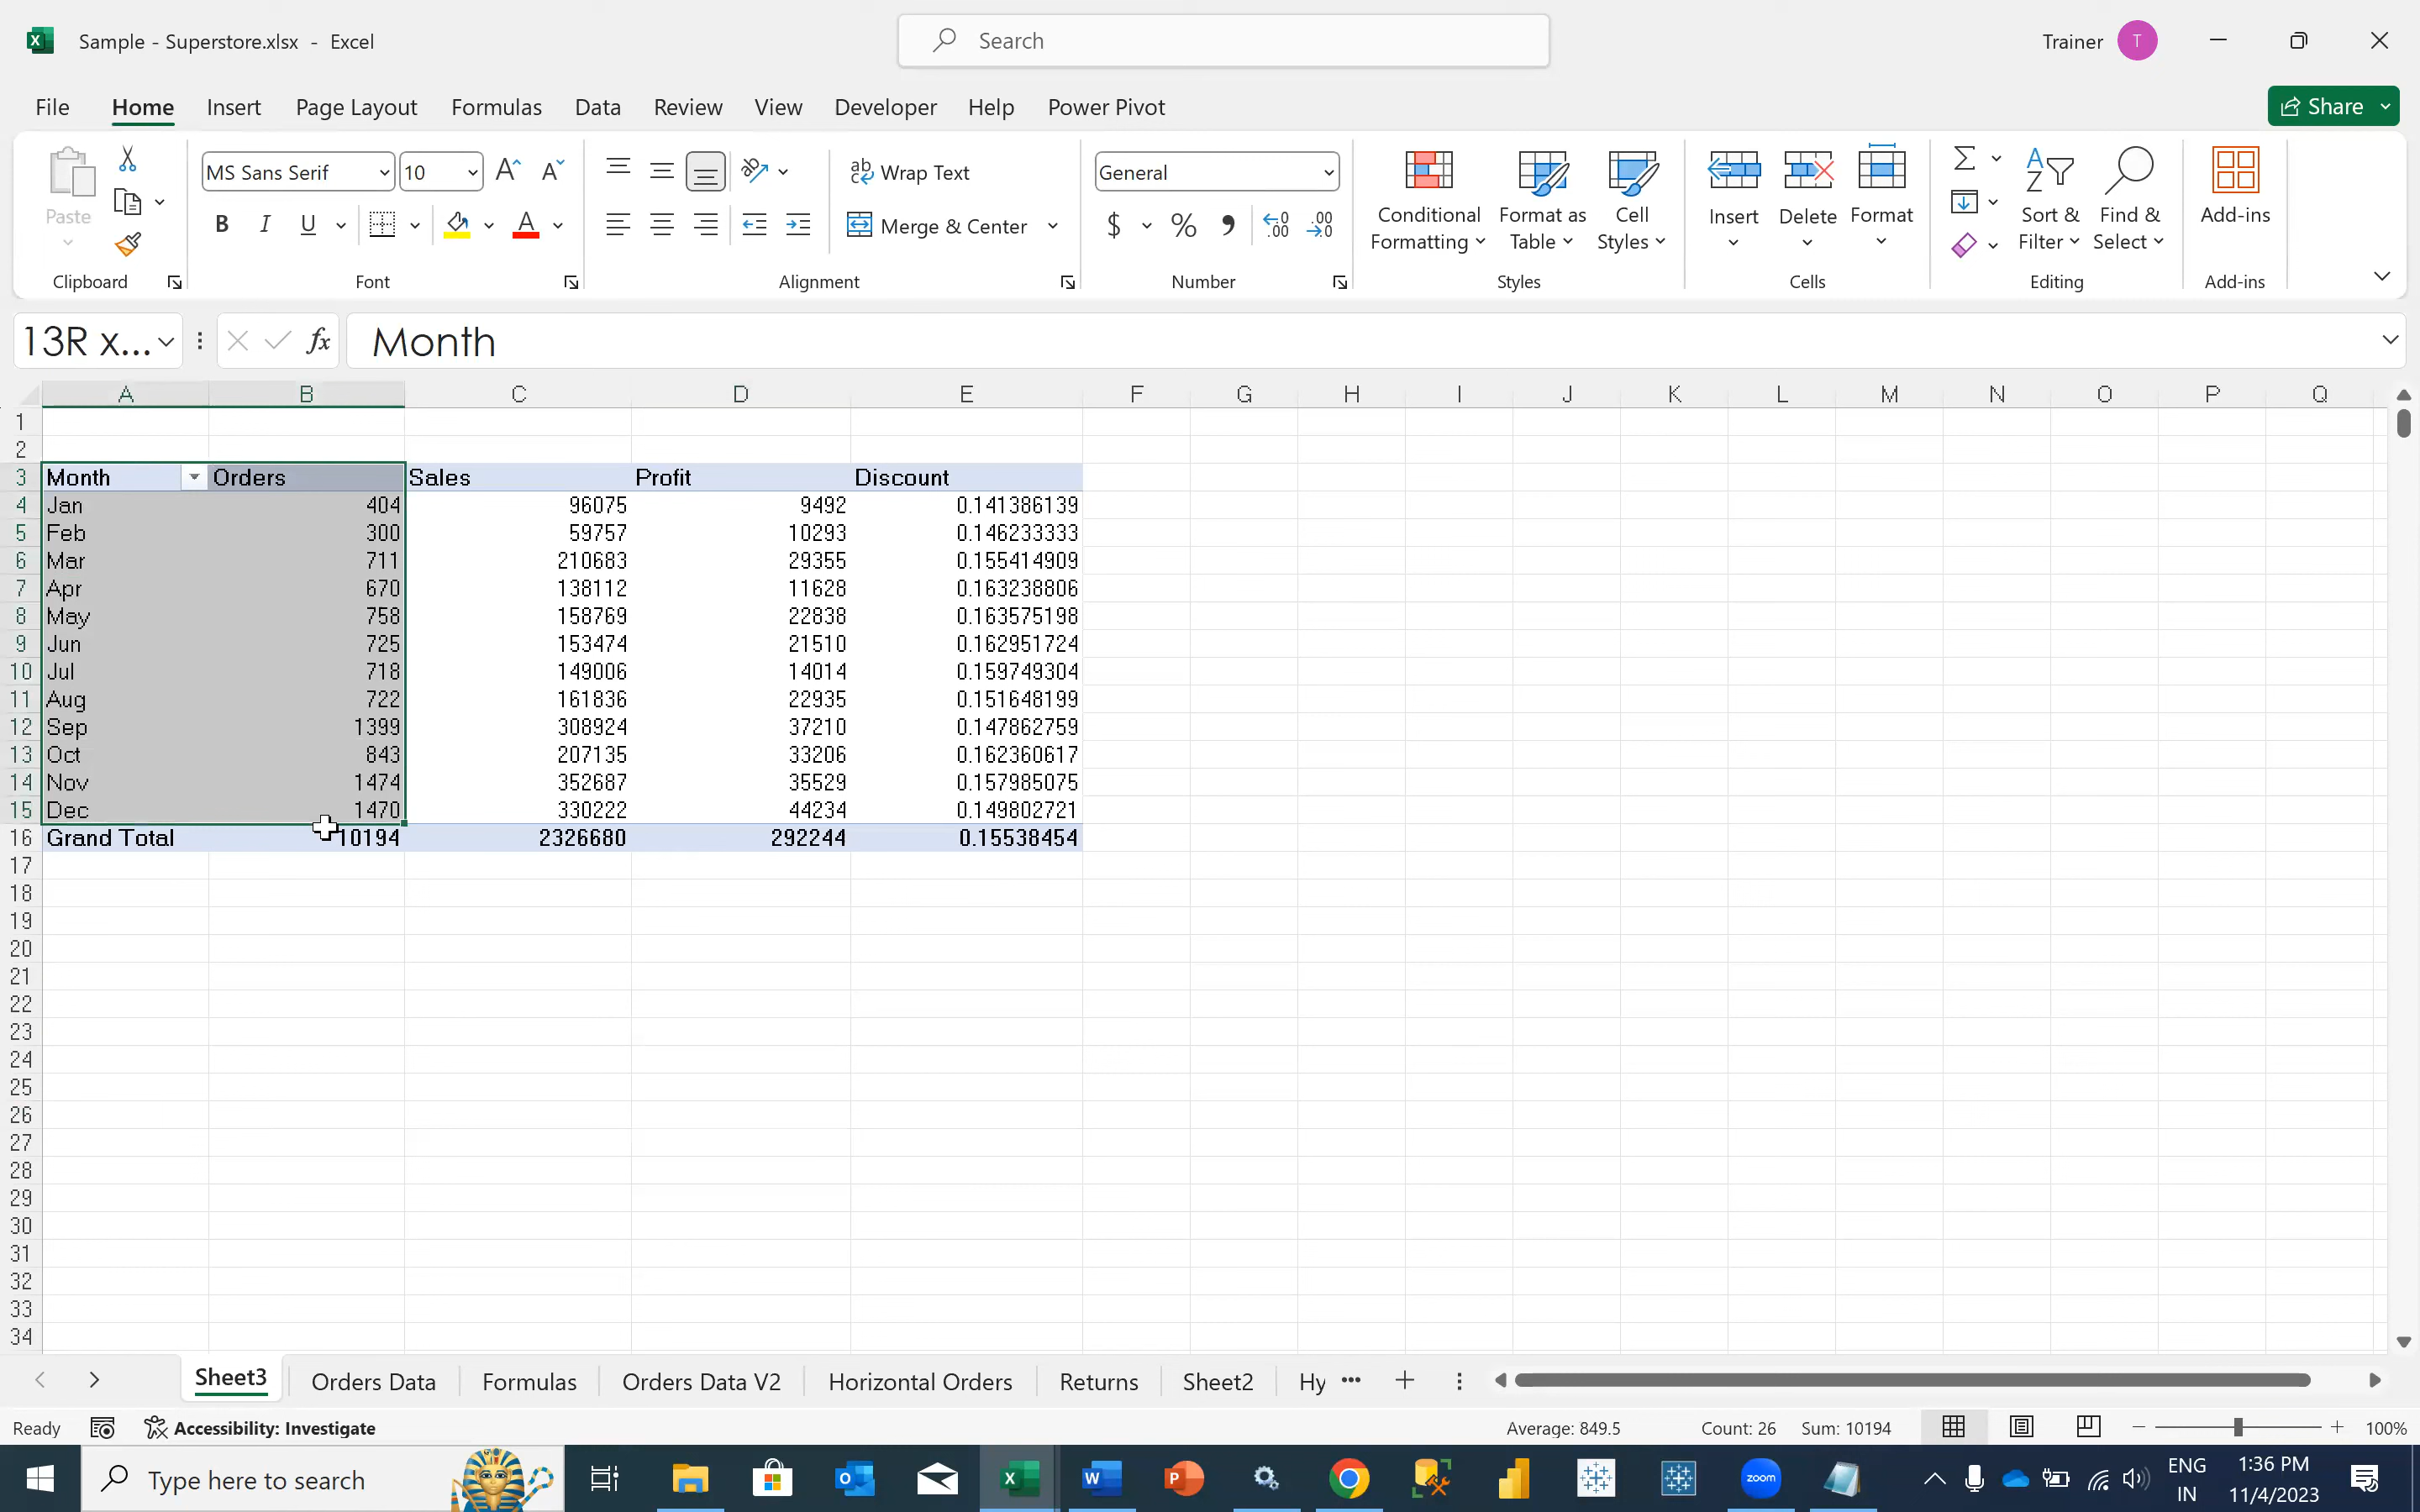 Sample - Superstore.xlsx - Excel
Search
Trainer T
File Home Insert Page Layout Formulas Data Review View Developer Help Power Pivot
Share
Paste
Clipboard
MS Sans Serif 10
B I U
Font
Wrap Text
Merge & Center
Alignment
General
$ % ,
Number
Conditional Formatting
Format as Table
Cell Styles
Styles
Insert
Delete
Format
Cells
Sort & Filter
Find & Select
Editing
Add-ins
Add-ins
13R x... fx Month
A B C D E F G H I J K L M N O P Q
1
2
3 Month Orders Sales Profit Discount
4 Jan 404 96075 9492 0.141386139
5 Feb 300 59757 10293 0.146233333
6 Mar 711 210683 29355 0.155414909
7 Apr 670 138112 11628 0.163238806
8 May 758 158769 22838 0.163575198
9 Jun 725 153474 21510 0.162951724
10 Jul 718 149006 14014 0.159749304
11 Aug 722 161836 22935 0.151648199
12 Sep 1399 308924 37210 0.147862759
13 Oct 843 207135 33206 0.162360617
14 Nov 1474 352687 35529 0.157985075
15 Dec 1470 330222 44234 0.149802721
16 Grand Total 10194 2326680 292244 0.15538454
17
18
19
20
21
22
23
24
25
26
27
28
29
30
31
32
33
34
Sheet3 Orders Data Formulas Orders Data V2 Horizontal Orders Returns Sheet2 Hy ...
Ready Accessibility: Investigate Average: 849.5 Count: 26 Sum: 10194 100%
Type here to search
zoom
ENG
IN
1:36 PM
11/4/2023